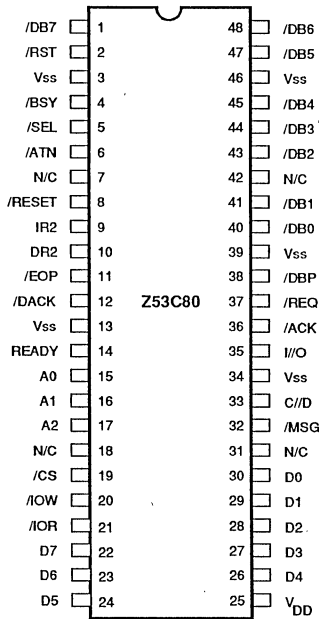 /DB7 1 48 /DB6
/RST 2 47 /DB5
Vss 3 46 Vss
/BSY 4 45 /DB4
/SEL 5 44 /DB3
/ATN 6 43 /DB2
N/C 7 42 N/C
/RESET 8 41 /DB1
IR2 9 40 /DB0
DR2 10 39 Vss
/EOP 11 38 /DBP
/DACK 12 Z53C80 37 /REQ
Vss 13 36 /ACK
READY 14 35 I//O
A0 15 34 Vss
A1 16 33 C//D
A2 17 32 /MSG
N/C 18 31 N/C
/CS 19 30 D0
/IOW 20 29 D1
/IOR 21 28 D2
D7 22 27 D3
D6 23 26 D4
D5 24 25 VDD